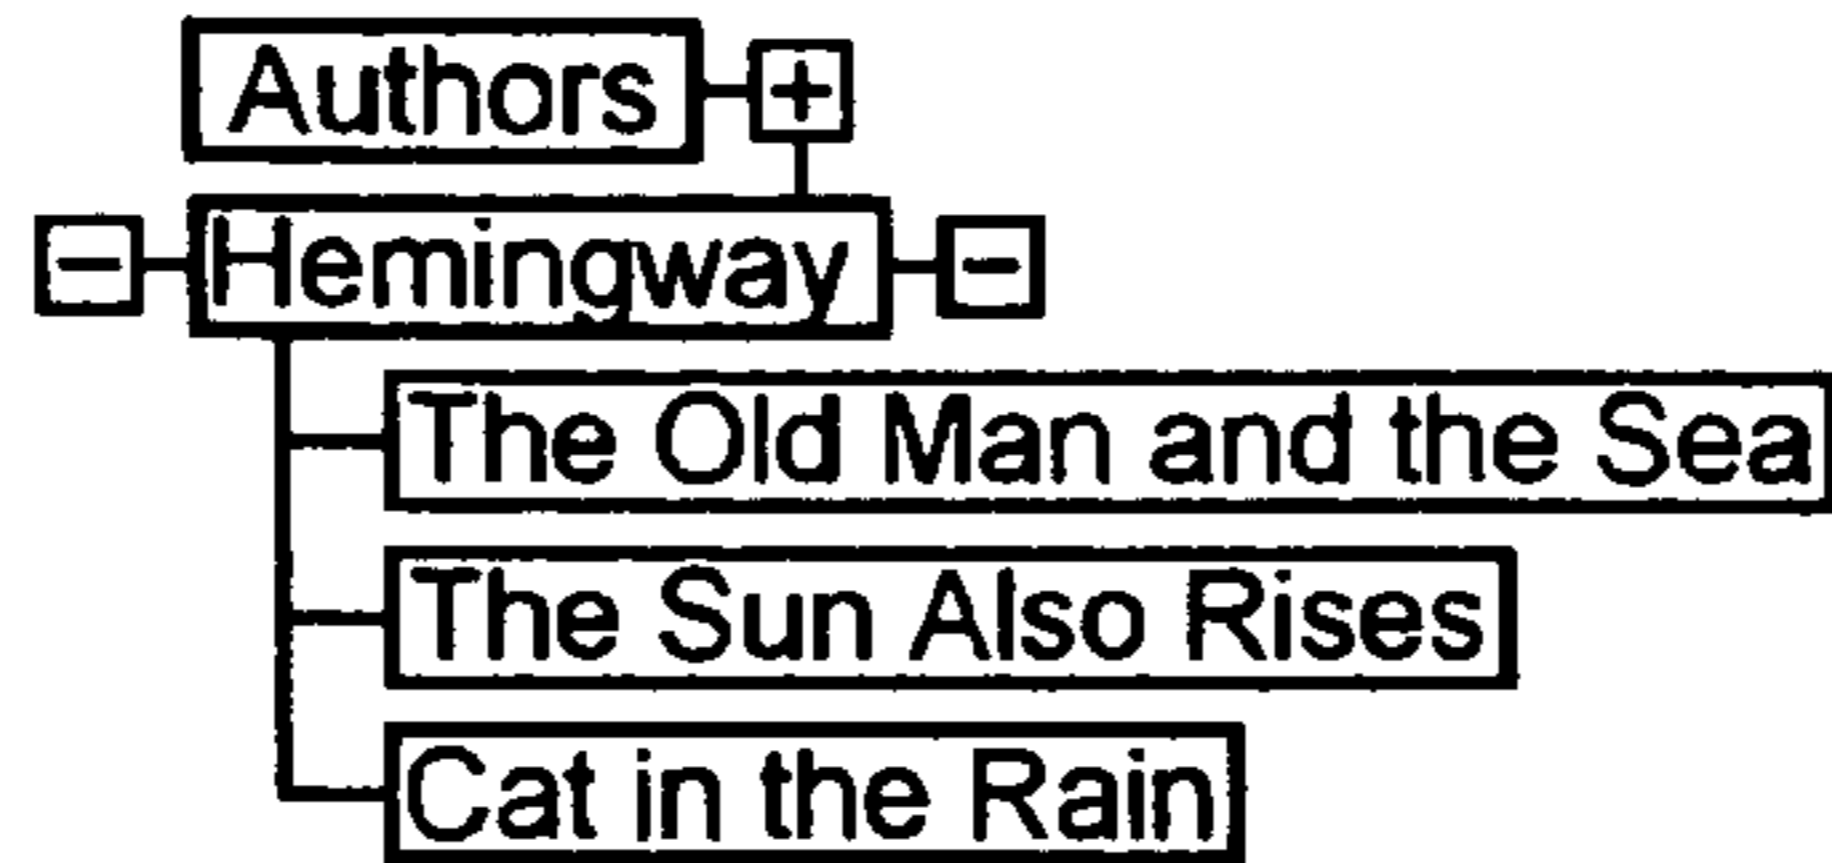 Authors +
− Hemingway −
The Old Man and the Sea
The Sun Also Rises
Cat in the Rain